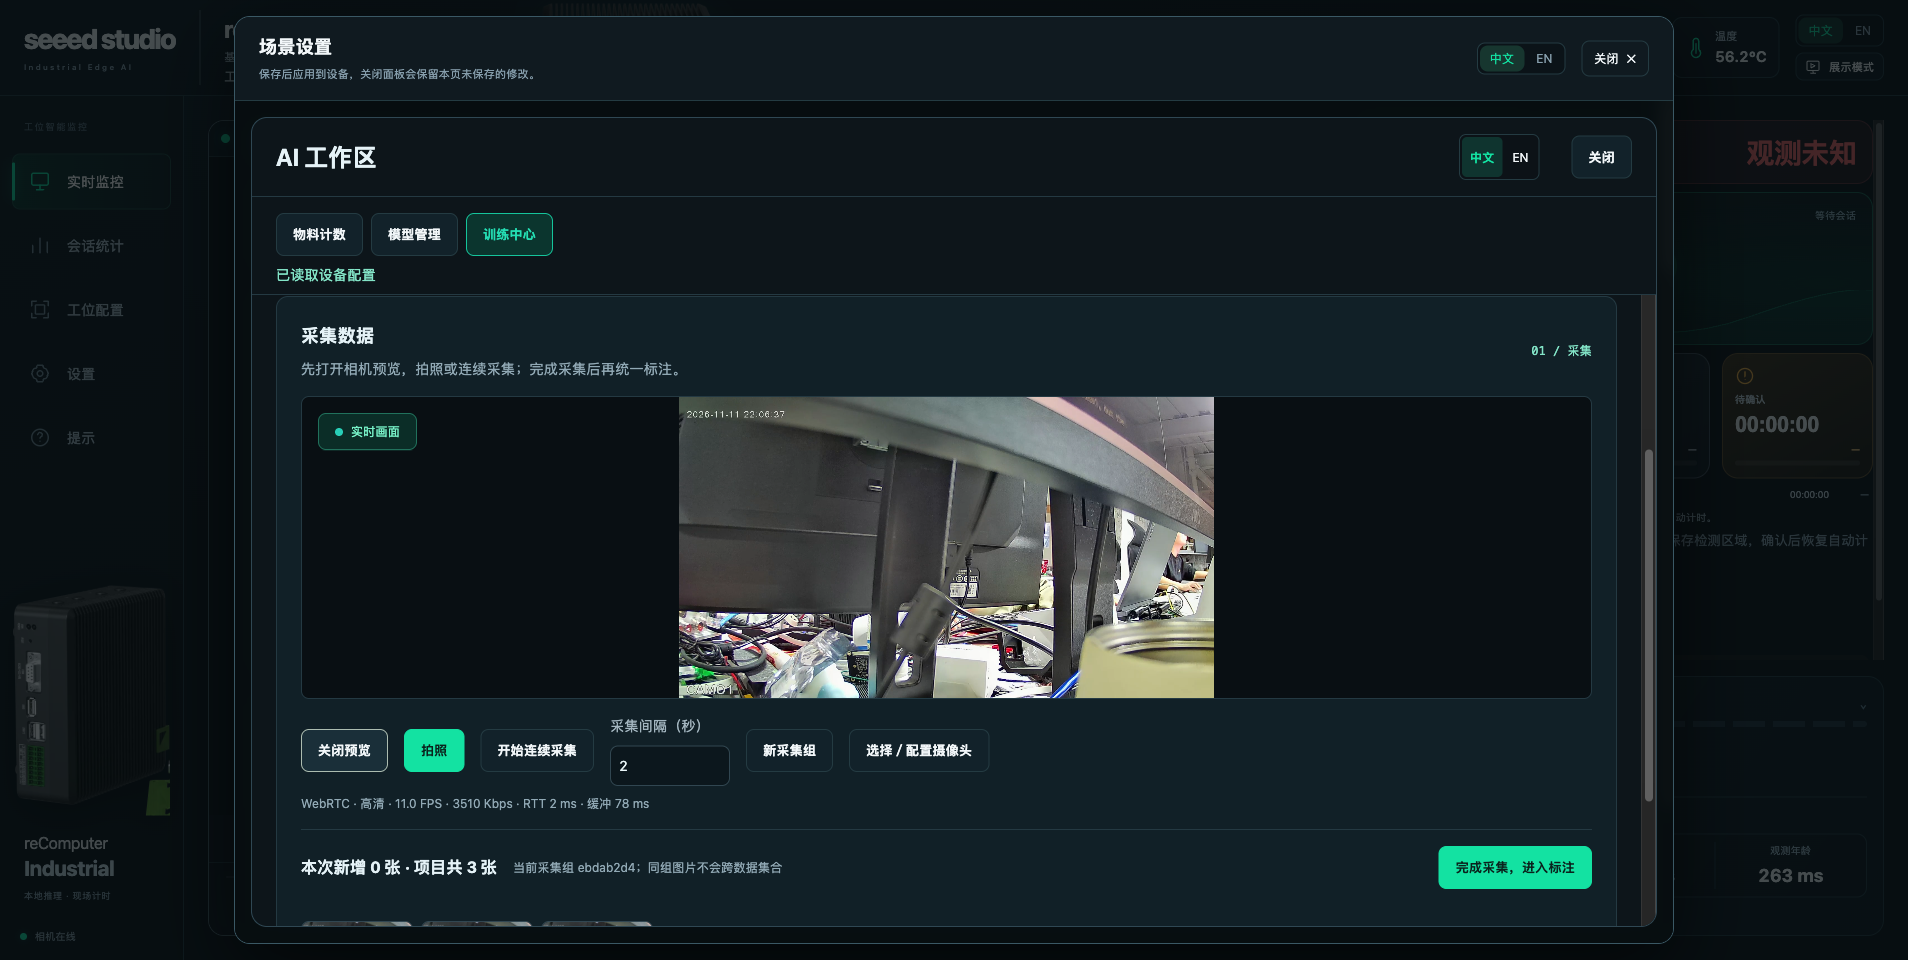 seeed studio
Industrial Edge AI
工位智能监控
实时监控
会话统计
工位配置
设置
提示
reComputer
Industrial
本地推理 · 现场计时
相机在线
场景设置
保存后应用到设备，关闭面板会保留本页未保存的修改。
中文 EN
关闭 ×
AI 工作区
中文 EN
关闭
物料计数 模型管理 训练中心
已读取设备配置
采集数据
先打开相机预览，拍照或连续采集；完成采集后再统一标注。
01 / 采集
实时画面
2026-11-11 22:06:37
CAM01
关闭预览
拍照
开始连续采集
采集间隔（秒）
2
新采集组
选择 / 配置摄像头
WebRTC · 高清 · 11.0 FPS · 3510 Kbps · RTT 2 ms · 缓冲 78 ms
本次新增 0 张 · 项目共 3 张
当前采集组 ebdab2d4；同组图片不会跨数据集合
完成采集，进入标注
温度
56.2°C
中文 EN
展示模式
观测未知
等待会话
待确认
00:00:00
—
—
00:00:00 —
动计时。
保存检测区域，确认后恢复自动计
观测年龄
263 ms